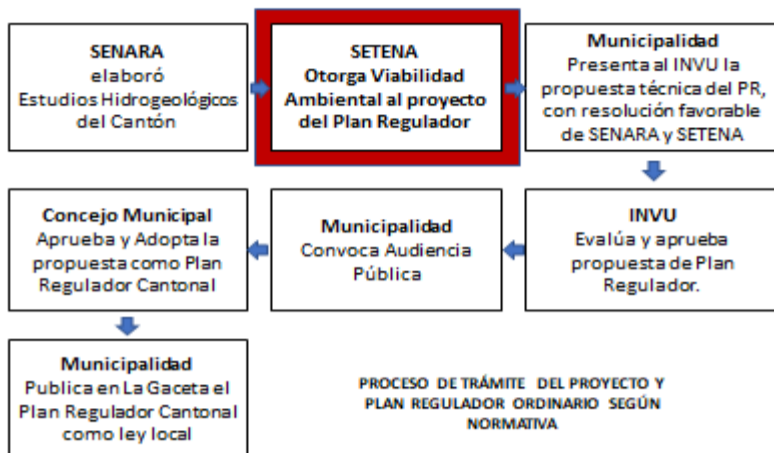 SENARA
elaboró
Estudios Hidrogeológicos
del Cantón
SETENA
Otorga Viabilidad
Ambiental al proyecto
del Plan Regulador
Municipalidad
Presenta al INVU la
propuesta técnica del PR,
con resolución favorable
de SENARA y SETENA
INVU
Evalúa y aprueba
propuesta de Plan
Regulador.
Municipalidad
Convoca Audiencia
Pública
Concejo Municipal
Aprueba y Adopta la
propuesta como Plan
Regulador Cantonal
Municipalidad
Publica en La Gaceta el
Plan Regulador Cantonal
como ley local
PROCESO DE TRÁMITE DEL PROYECTO Y
PLAN REGULADOR ORDINARIO SEGÚN
NORMATIVA